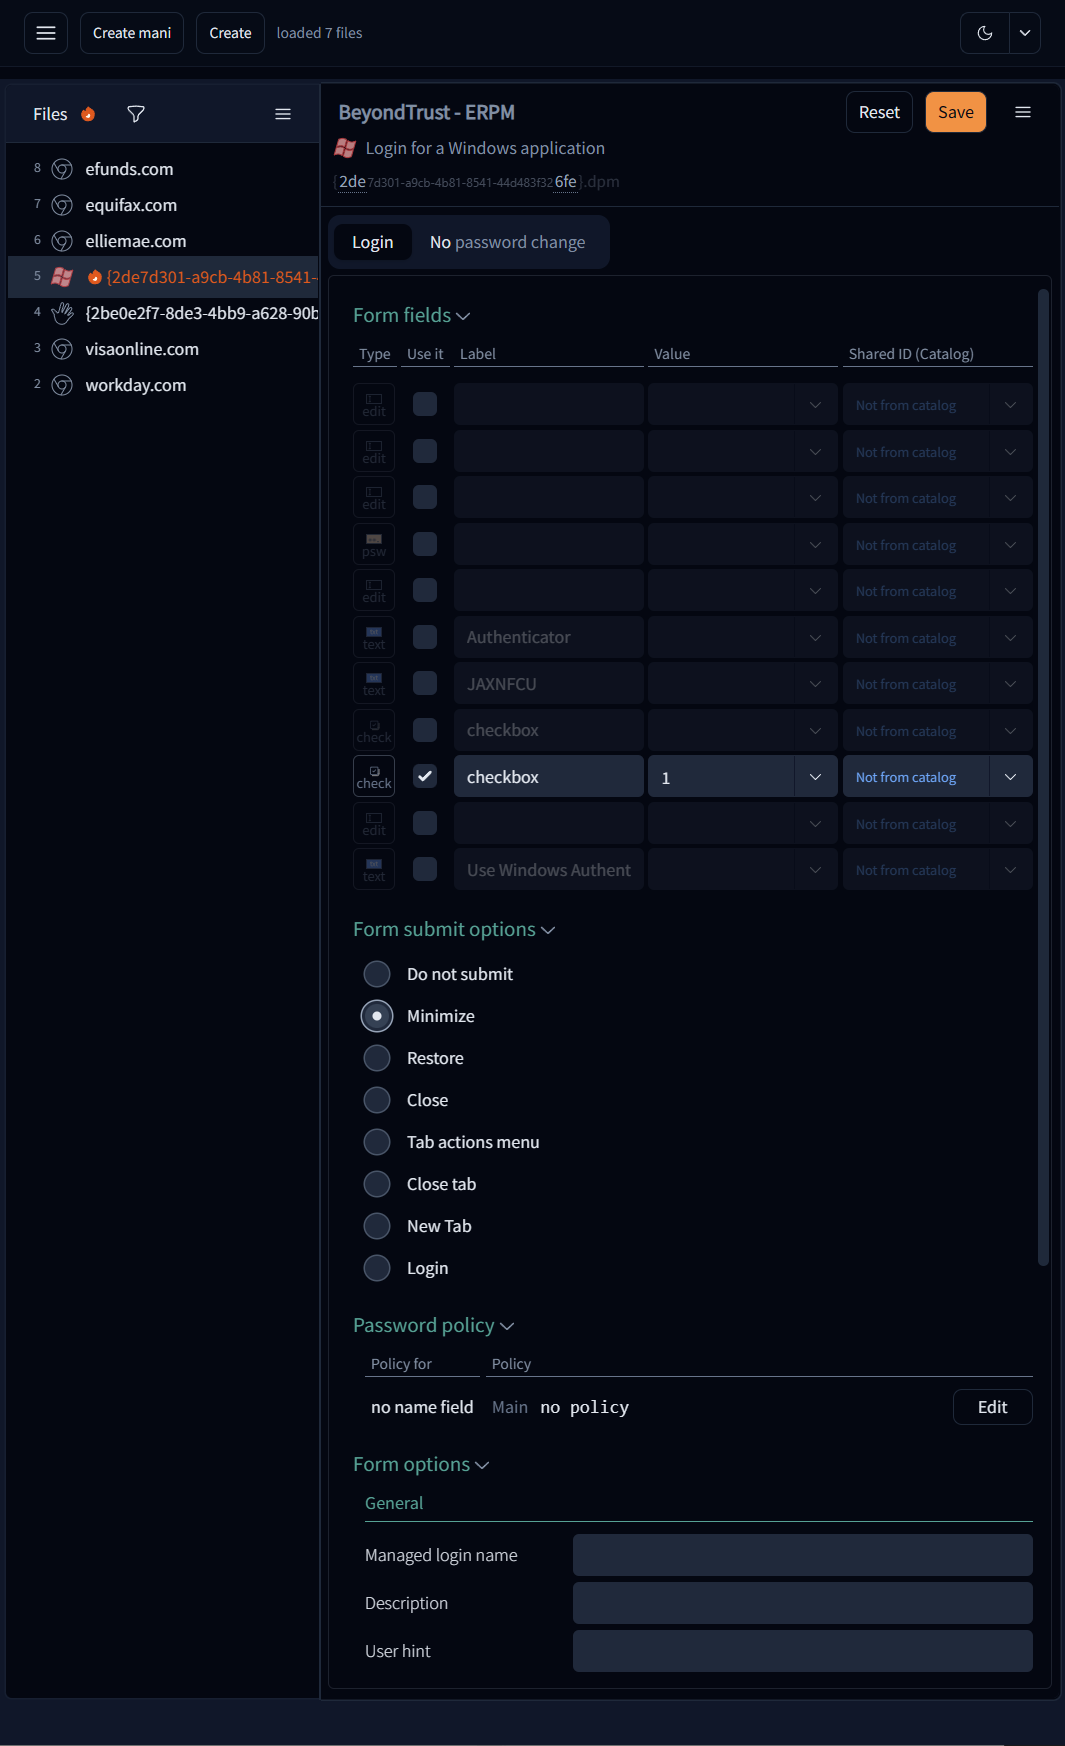 Create mani Create loaded 7 files
Files
8 efunds.com
7 equifax.com
6 elliemae.com
5 {2de7d301-a9cb-4b81-8541-
4 {2be0e2f7-8de3-4bb9-a628-90b
3 visaonline.com
2 workday.com
BeyondTrust - ERPM Reset Save
Login for a Windows application
{2de7d301-a9cb-4b81-8541-44d483f326fe}.dpm
Login No password change
Form fields
Type Use it Label Value Shared ID (Catalog)
edit Not from catalog
edit Not from catalog
edit Not from catalog
psw Not from catalog
edit Not from catalog
text Authenticator Not from catalog
text JAXNFCU Not from catalog
check checkbox Not from catalog
check checkbox 1 Not from catalog
edit Not from catalog
text Use Windows Authent Not from catalog
Form submit options
Do not submit
Minimize
Restore
Close
Tab actions menu
Close tab
New Tab
Login
Password policy
Policy for Policy
no name field Main no policy Edit
Form options
General
Managed login name
Description
User hint